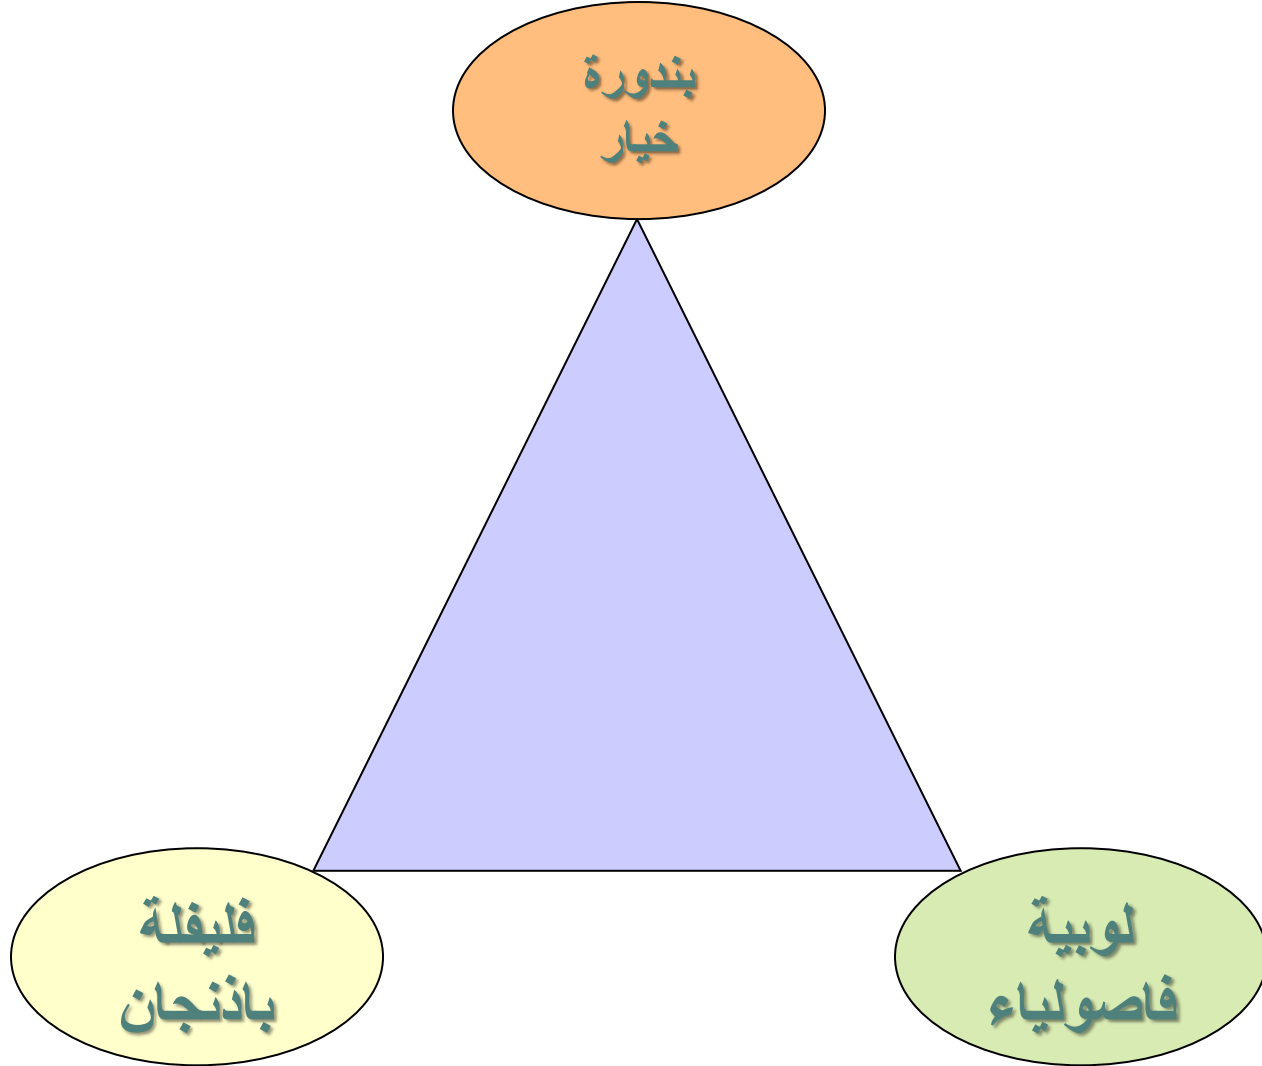 بندورة
خيار
لوبية
فاصولياء
فليفلة
باذنجان